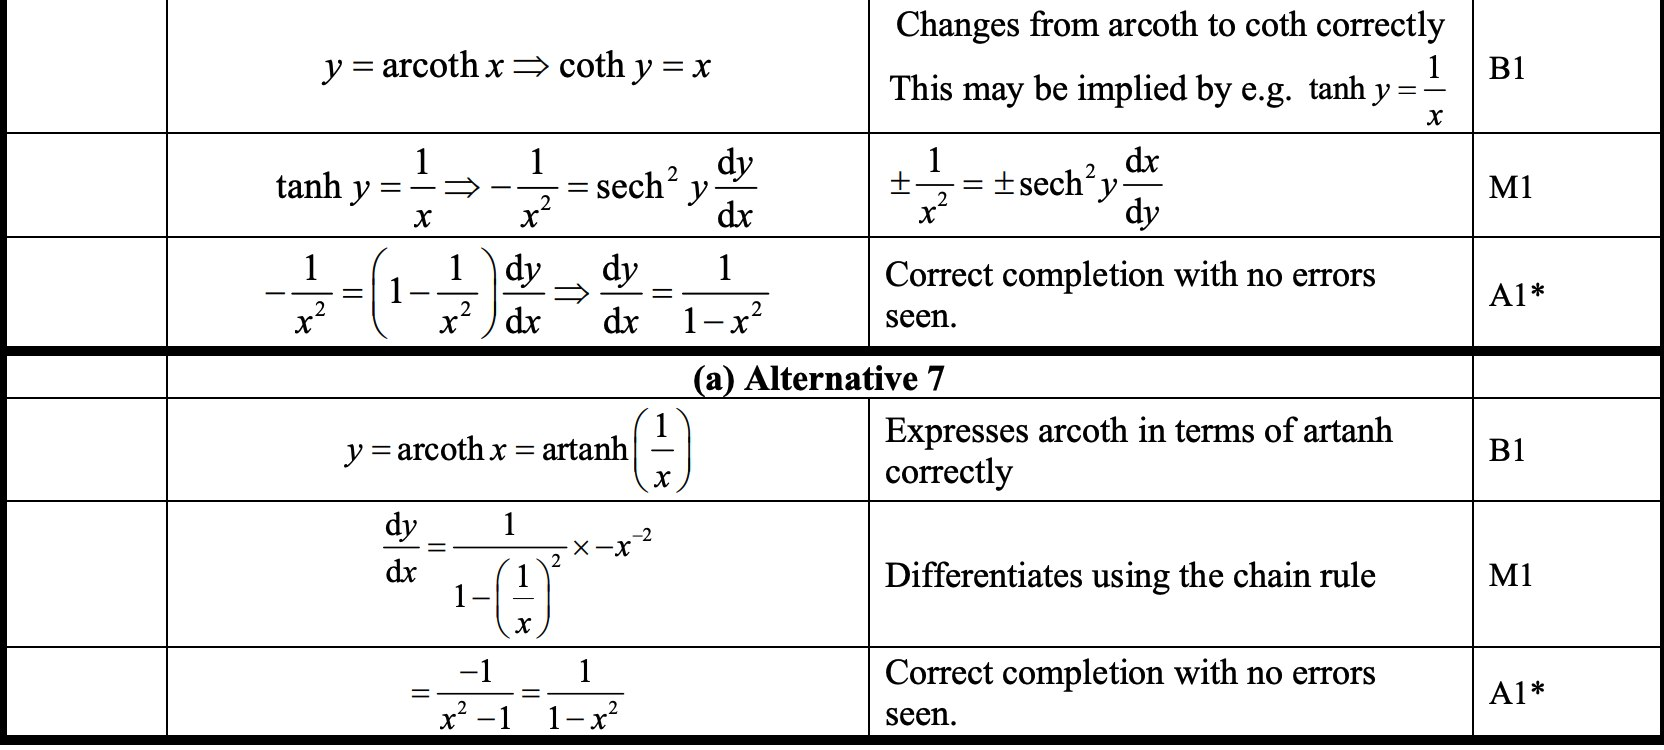 y = arcoth x ⇒ coth y = x
Changes from arcoth to coth correctly
This may be implied by e.g. tanh y = 1/x
B1
tanh y = 1/x ⇒ −1/x² = sech² y dy/dx
±1/x² = ±sech² y dx/dy
M1
−1/x² = (1 − 1/x²) dy/dx ⇒ dy/dx = 1/(1 − x²)
Correct completion with no errors
seen.
A1*
(a) Alternative 7
y = arcoth x = artanh(1/x)
Expresses arcoth in terms of artanh
correctly
B1
dy/dx = 1/(1 − (1/x)²) × −x⁻²
Differentiates using the chain rule
M1
= −1/(x² − 1) = 1/(1 − x²)
Correct completion with no errors
seen.
A1*